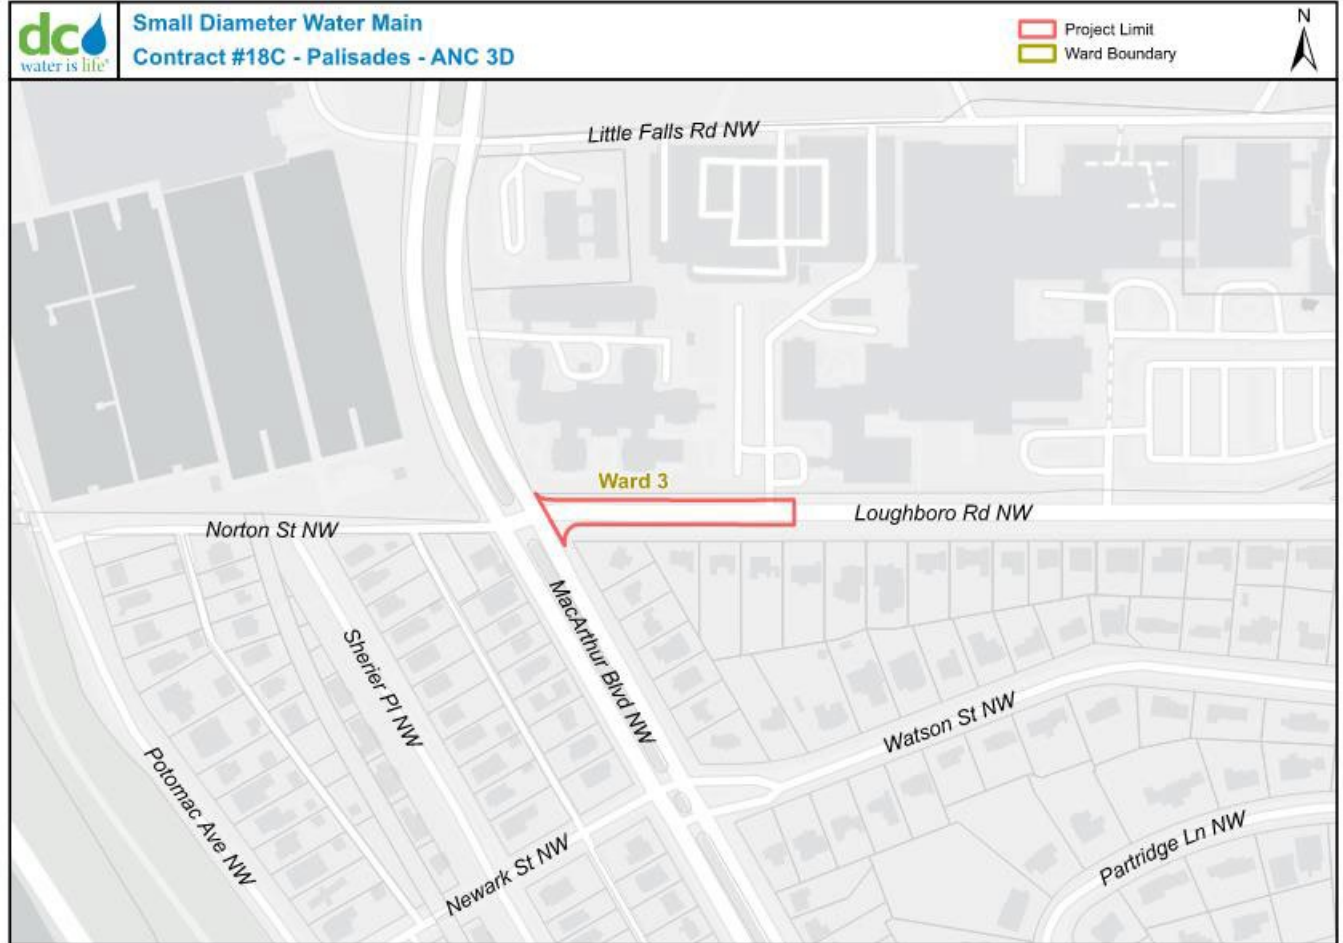 dc
water is life®
Small Diameter Water Main
Contract #18C - Palisades - ANC 3D
Project Limit
Ward Boundary
N
Little Falls Rd NW
Ward 3
Loughboro Rd NW
Norton St NW
MacArthur Blvd NW
Sherier Pl NW
Watson St NW
Potomac Ave NW
Newark St NW
Partridge Ln NW